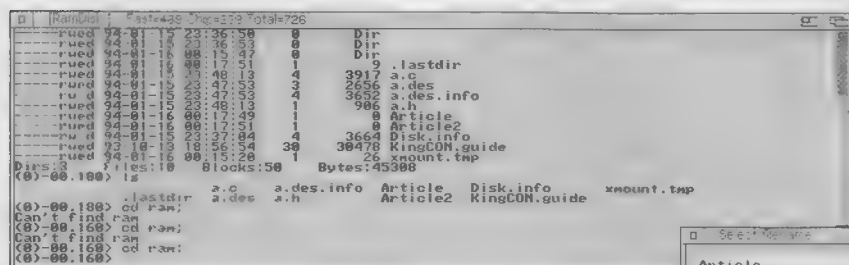 RamDisk Fast=439 Chip=239 Total=726
----rwed 94-01-15 23:36:50 0 Dir
----rwed 94-01-15 23:36:53 0 Dir
----rwed 94-01-16 00:15:47 0 Dir
----rwed 94-01-16 00:17:51 1 9 .lastdir
----rwed 94-01-15 23:48:13 4 3917 a.c
----rwed 94-01-15 23:47:53 3 2656 a.des
----rw-d 94-01-15 23:47:53 4 3652 a.des.info
----rwed 94-01-15 23:48:13 1 906 a.h
----rwed 94-01-16 00:17:49 1 0 Article
----rwed 94-01-16 00:17:51 1 0 Article2
----rw-d 94-01-15 23:37:04 4 3664 Disk.info
----rwed 93-10-13 18:56:54 30 30478 KingCON.guide
----rwed 94-01-16 00:15:20 1 26 xmount.tmp
Dirs:3 Files:10 Blocks:50 Bytes:45308
(0)-00.180> ls
a.c a.des.info Article Disk.info xmount.tmp
.lastdir a.des a.h Article2 KingCON.guide
(0)-00.180> cd ram;
Can't find ram
(0)-00.160> cd ram;
Can't find ram
(0)-00.160> cd ram:
(0)-00.160>
Select filename
Article